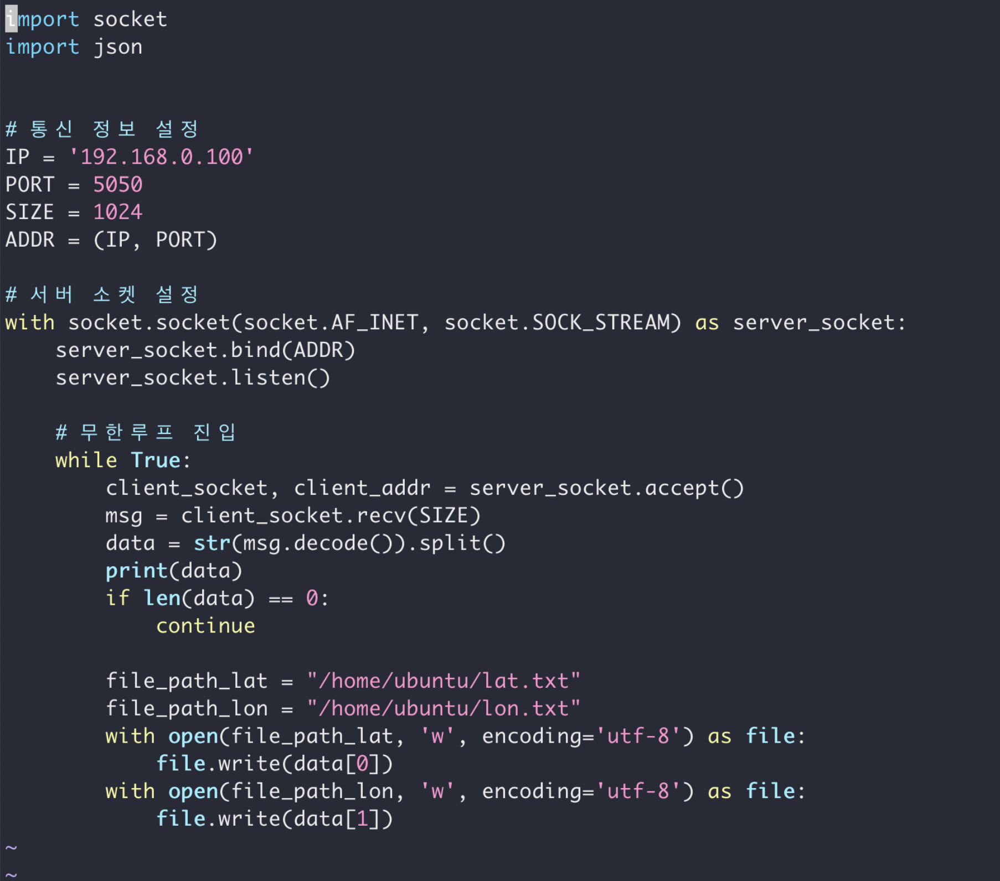 import socket
import json
# 통신 정보 설정
IP = '192.168.0.100'
PORT = 5050
SIZE = 1024
ADDR = (IP, PORT)
# 서버 소켓 설정
with socket.socket(socket.AF_INET, socket.SOCK_STREAM) as server_socket:
    server_socket.bind(ADDR)
    server_socket.listen()
    # 무한루프 진입
    while True:
        client_socket, client_addr = server_socket.accept()
        msg = client_socket.recv(SIZE)
        data = str(msg.decode()).split()
        print(data)
        if len(data) == 0:
            continue
        file_path_lat = "/home/ubuntu/lat.txt"
        file_path_lon = "/home/ubuntu/lon.txt"
        with open(file_path_lat, 'w', encoding='utf-8') as file:
            file.write(data[0])
        with open(file_path_lon, 'w', encoding='utf-8') as file:
            file.write(data[1])
~
~